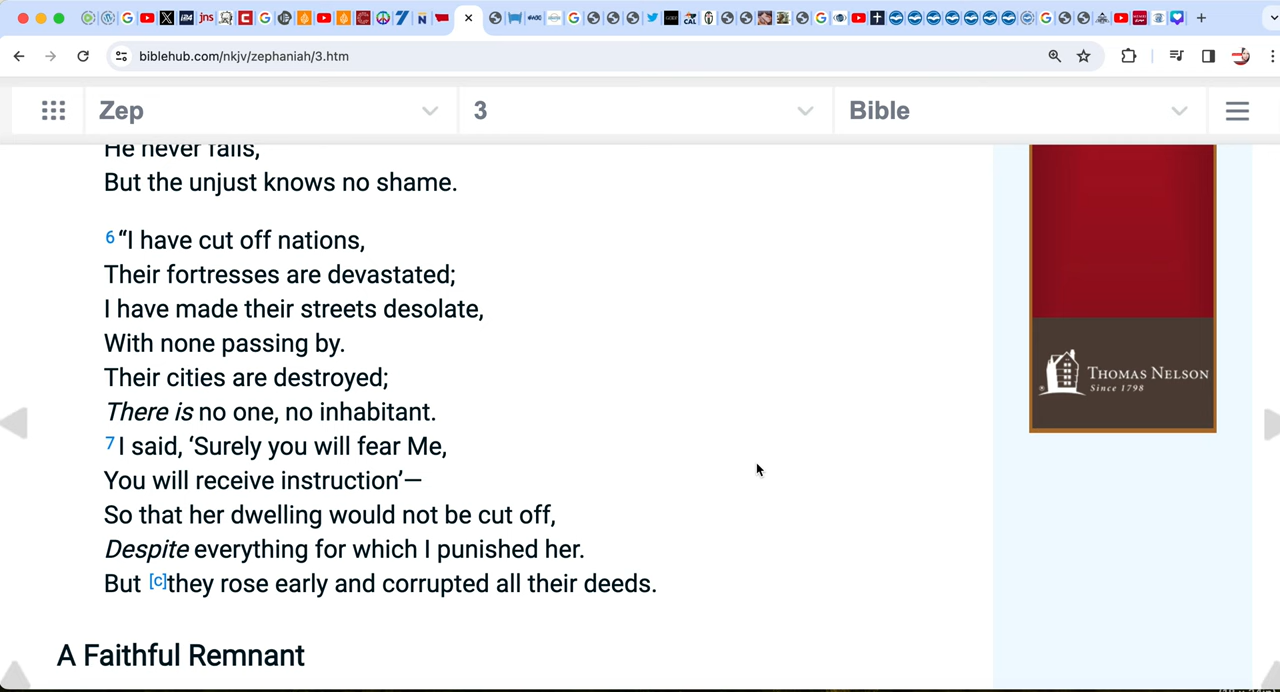 biblehub.com/nkjv/zephaniah/3.htm
Zep 3 Bible
He never fails,
But the unjust knows no shame.
6 “I have cut off nations,
Their fortresses are devastated;
I have made their streets desolate,
With none passing by.
Their cities are destroyed;
There is no one, no inhabitant.
7 I said, ‘Surely you will fear Me,
You will receive instruction’—
So that her dwelling would not be cut off,
Despite everything for which I punished her.
But [c]they rose early and corrupted all their deeds.
A Faithful Remnant
Thomas Nelson
Since 1798